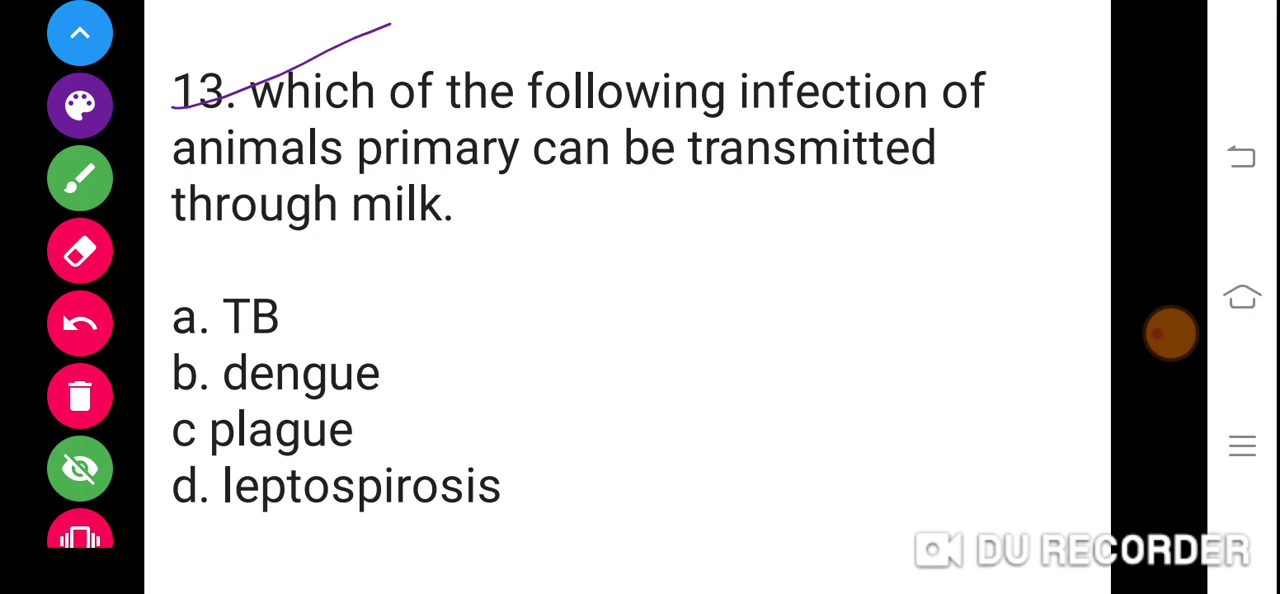 13. which of the following infection of
animals primary can be transmitted
through milk.
a. TB
b. dengue
c plague
d. leptospirosis
DU RECORDER